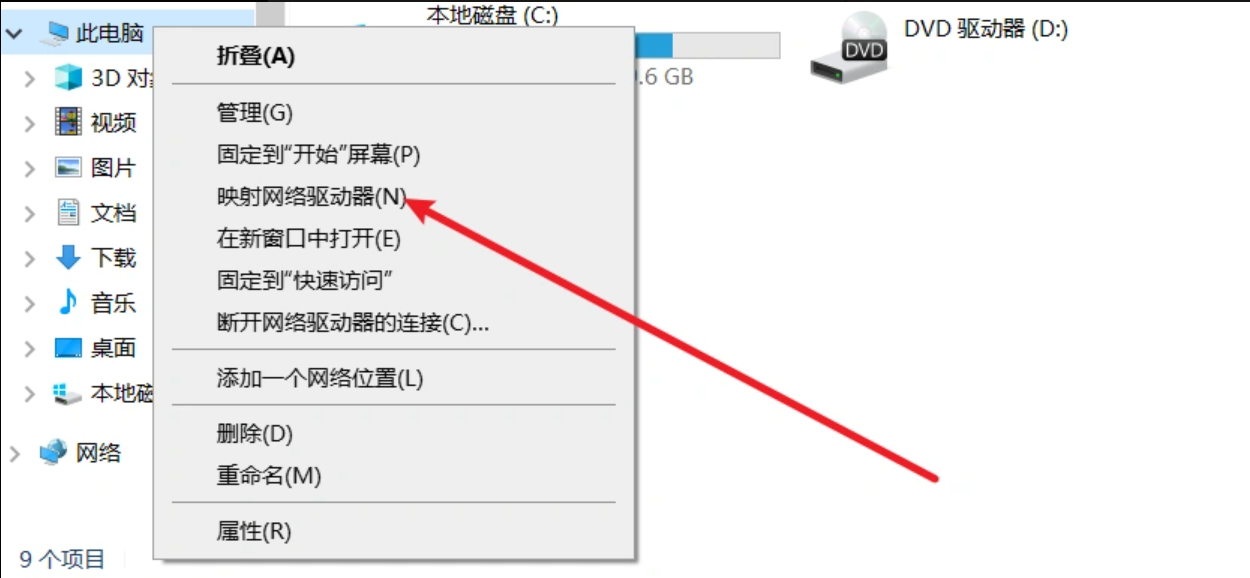 此电脑
3D 对
视频
图片
文档
下载
音乐
桌面
本地磁
网络
9 个项目
折叠(A)
管理(G)
固定到“开始”屏幕(P)
映射网络驱动器(N)
在新窗口中打开(E)
固定到“快速访问”
断开网络驱动器的连接(C)...
添加一个网络位置(L)
删除(D)
重命名(M)
属性(R)
本地磁盘 (C:)
.6 GB
DVD 驱动器 (D:)
DVD